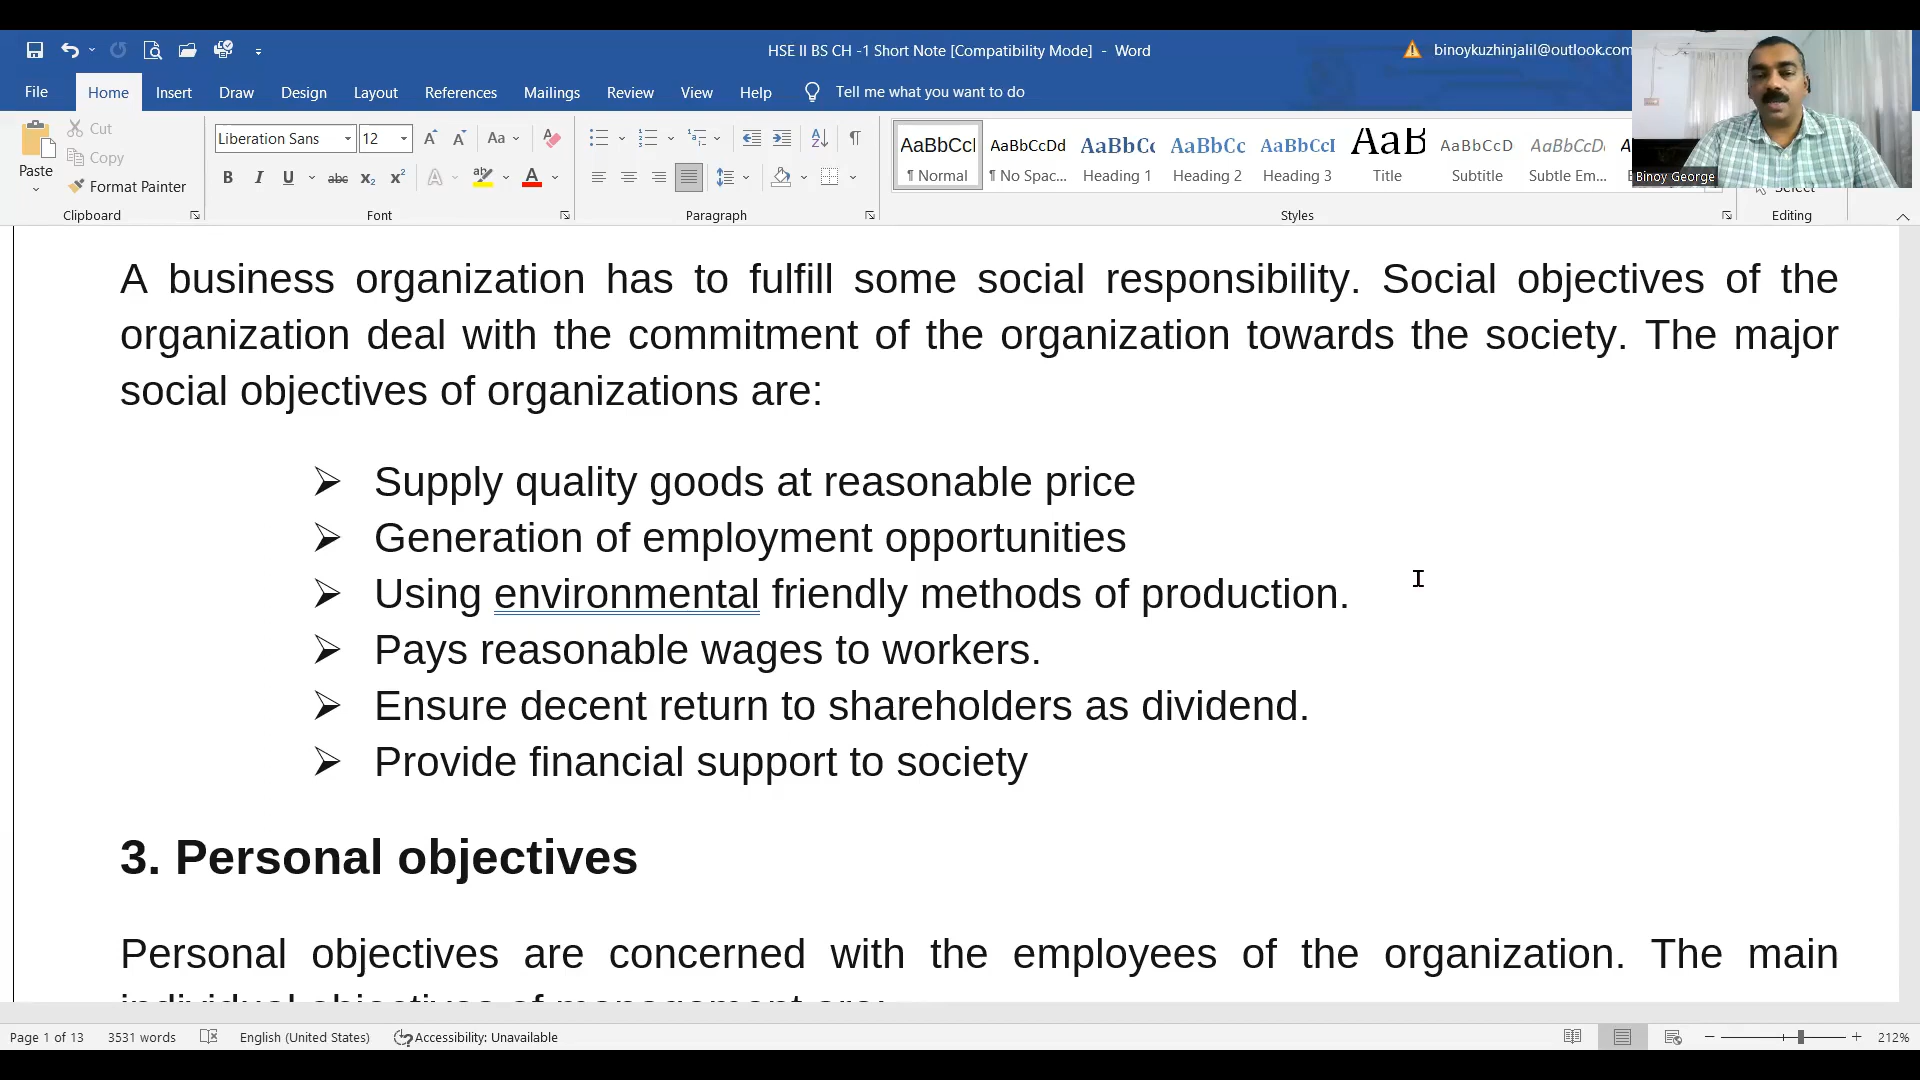 HSE II BS CH -1 Short Note [Compatibility Mode] - Word
binoykuzhinjalil@outlook.com
File Home Insert Draw Design Layout References Mailings Review View Help Tell me what you want to do
Paste
Cut
Copy
Format Painter
Clipboard
Liberation Sans 12
Font
Paragraph
AaBbCcI AaBbCcDd AaBbCc AaBbCc AaBbCcI AaB AaBbCcD AaBbCcD
¶ Normal ¶ No Spac... Heading 1 Heading 2 Heading 3 Title Subtitle Subtle Em...
Styles
Select
Editing
Binoy George
A business organization has to fulfill some social responsibility. Social objectives of the
organization deal with the commitment of the organization towards the society. The major
social objectives of organizations are:
➢ Supply quality goods at reasonable price
➢ Generation of employment opportunities
➢ Using environmental friendly methods of production.
➢ Pays reasonable wages to workers.
➢ Ensure decent return to shareholders as dividend.
➢ Provide financial support to society
3. Personal objectives
Personal objectives are concerned with the employees of the organization. The main
individual objectives of management are:
Page 1 of 13 3531 words English (United States) Accessibility: Unavailable 212%